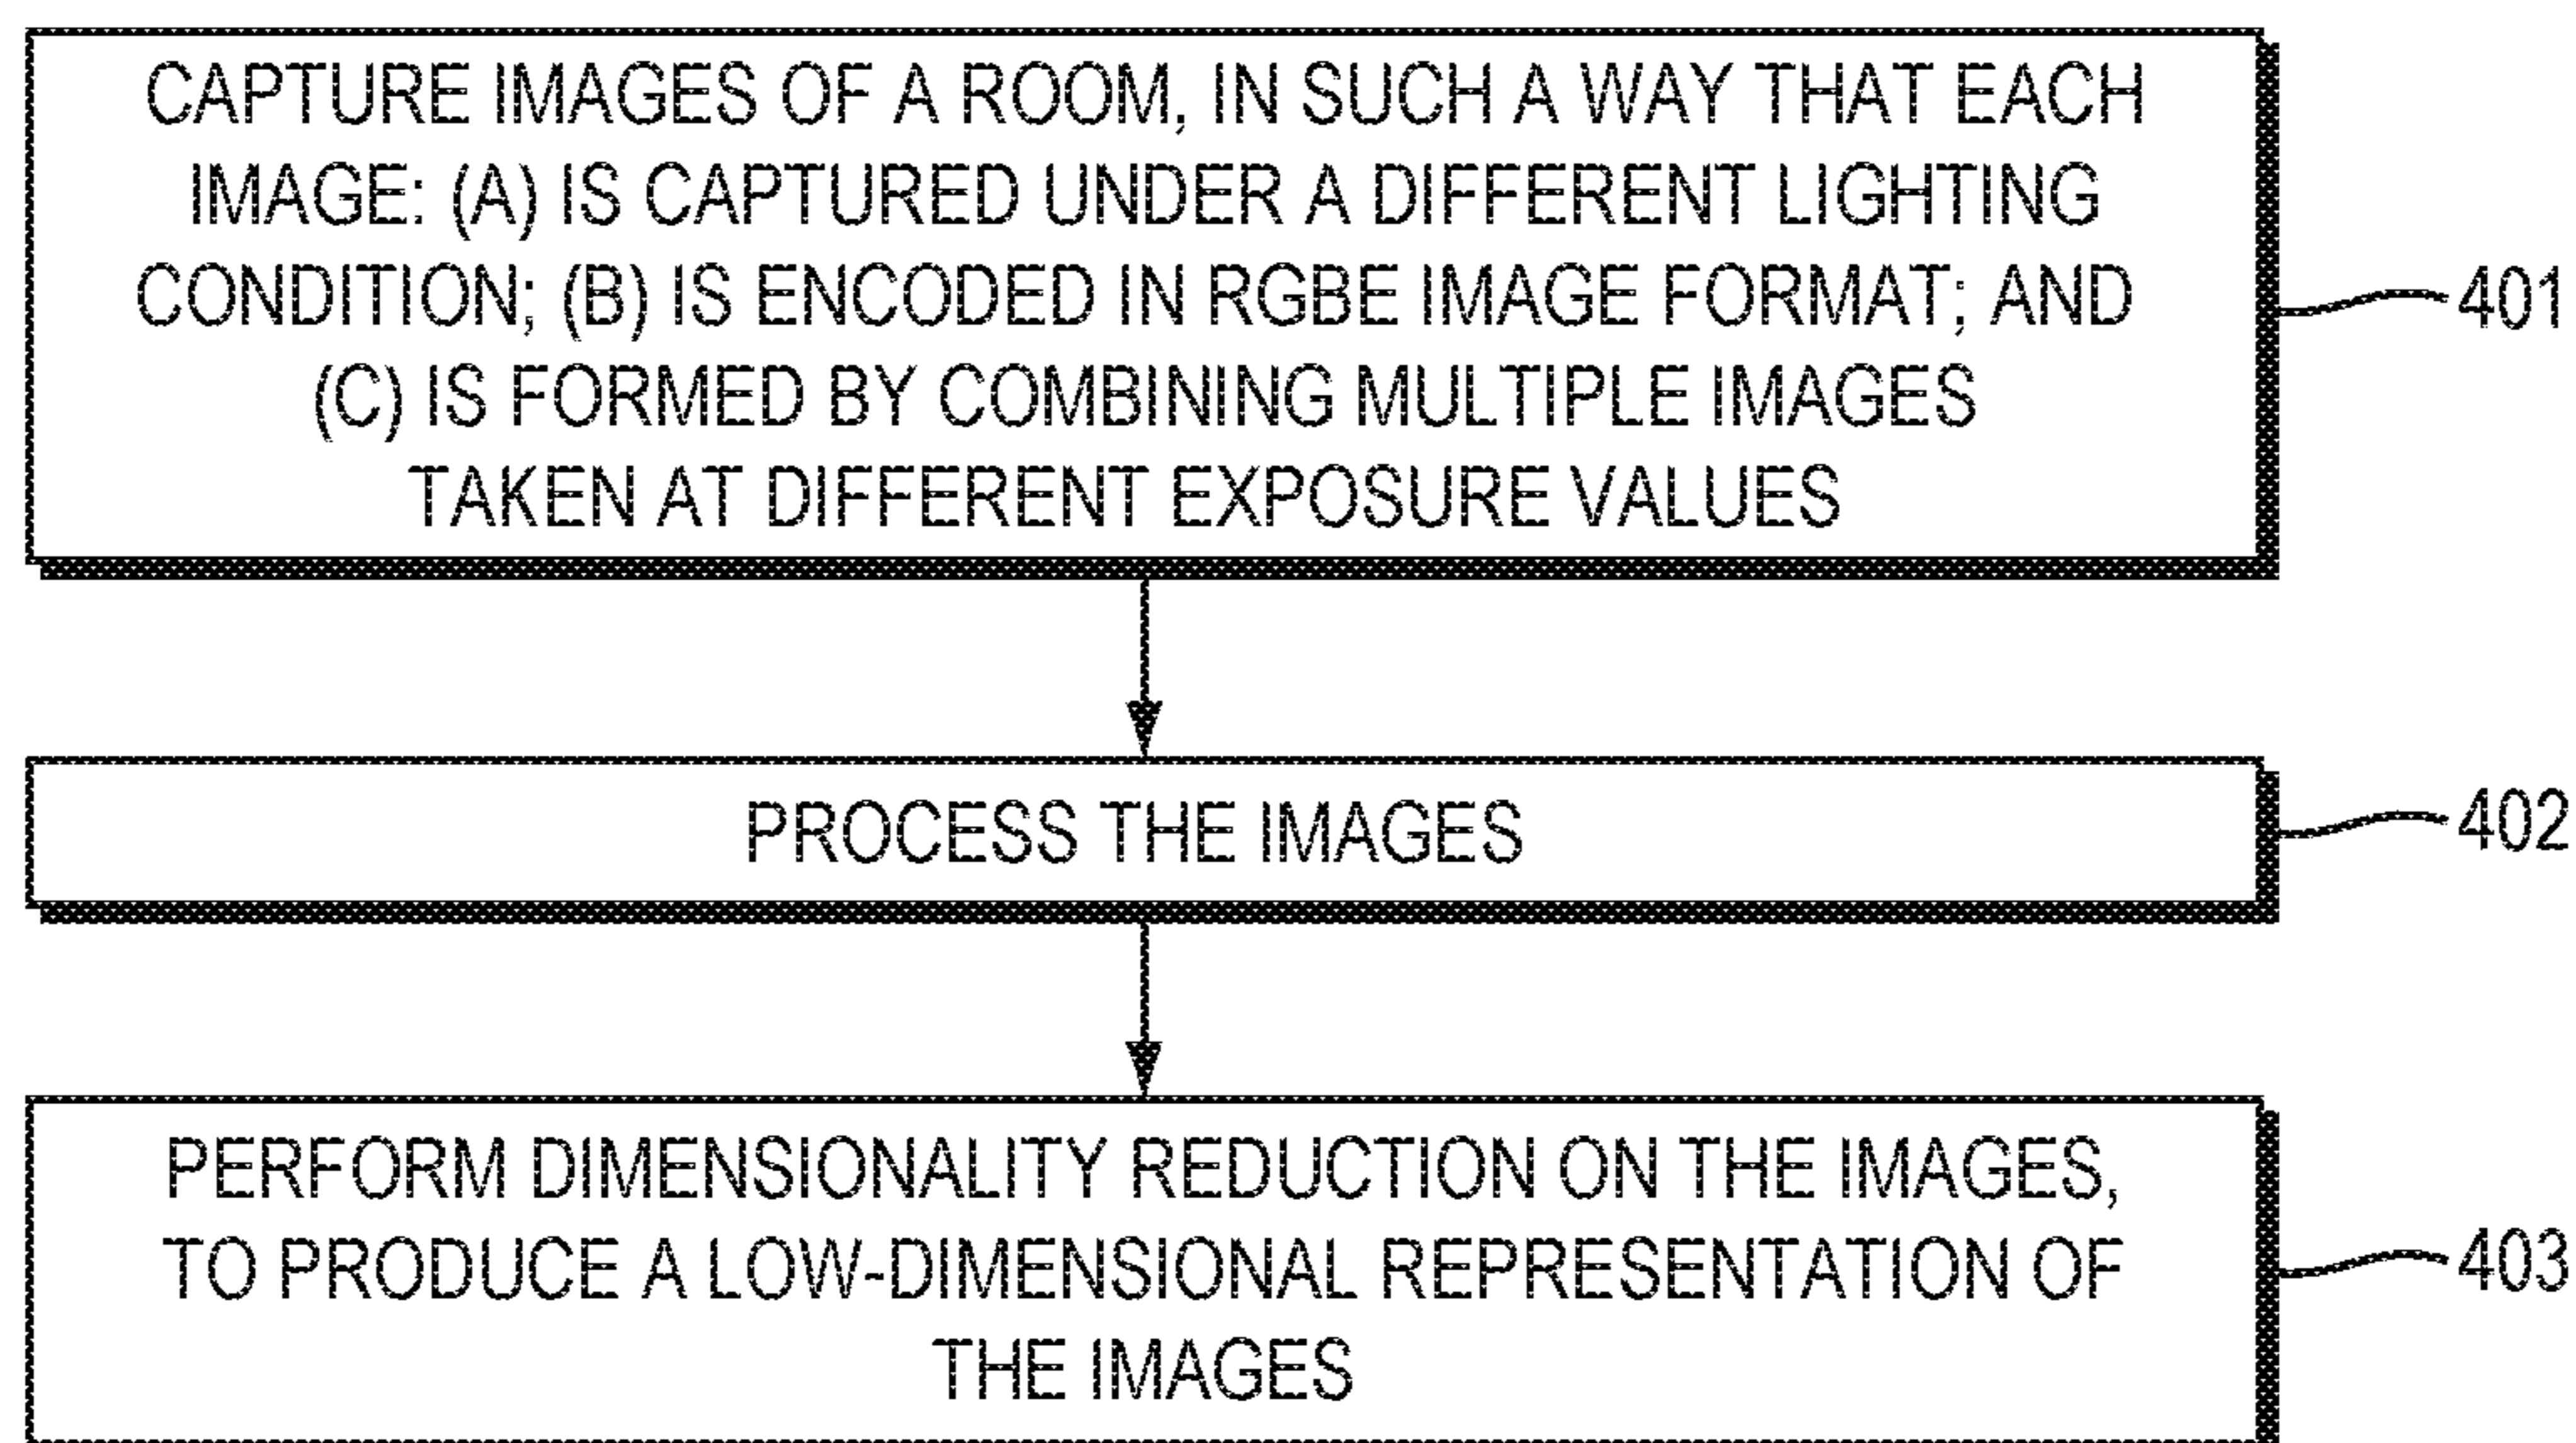 CAPTURE IMAGES OF A ROOM, IN SUCH A WAY THAT EACH
IMAGE: (A) IS CAPTURED UNDER A DIFFERENT LIGHTING
CONDITION; (B) IS ENCODED IN RGBE IMAGE FORMAT; AND
(C) IS FORMED BY COMBINING MULTIPLE IMAGES
TAKEN AT DIFFERENT EXPOSURE VALUES
401
PROCESS THE IMAGES
402
PERFORM DIMENSIONALITY REDUCTION ON THE IMAGES,
TO PRODUCE A LOW-DIMENSIONAL REPRESENTATION OF
THE IMAGES
403